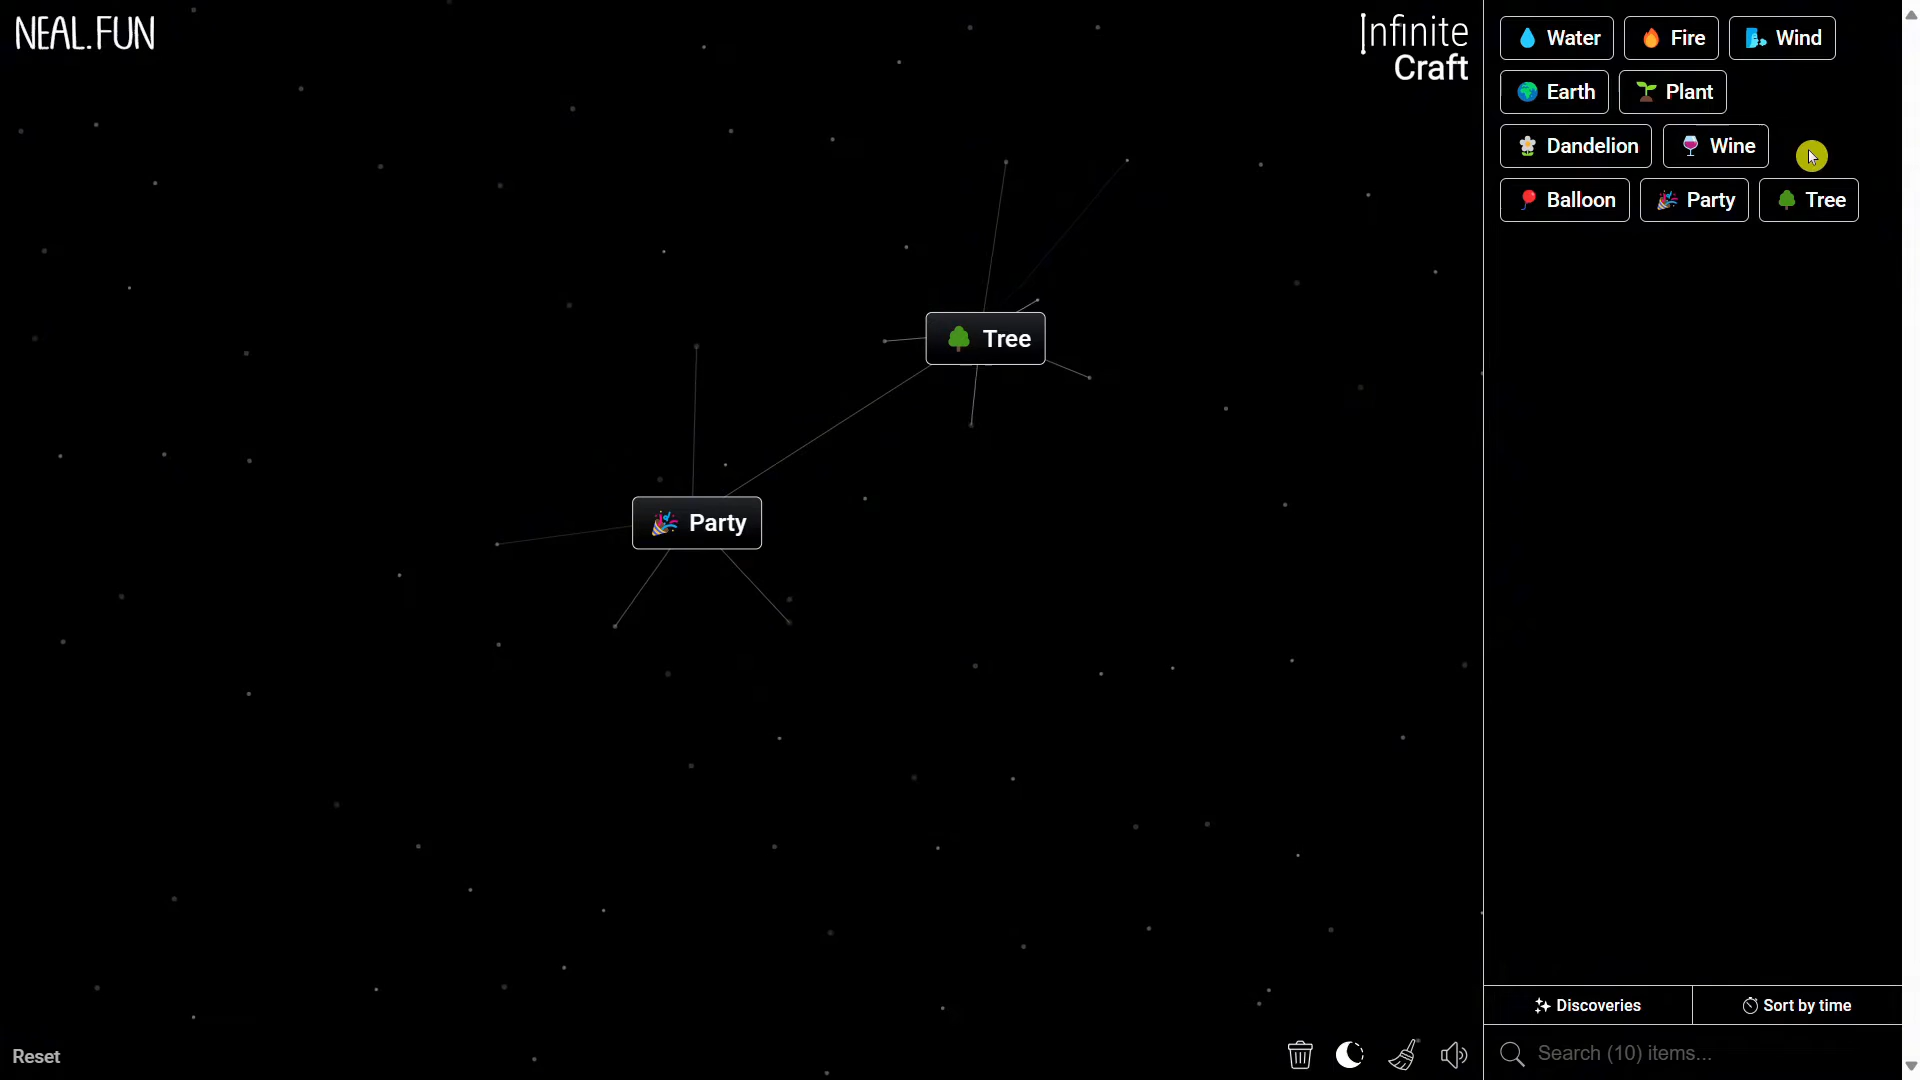 NEAL.FUN
Infinite
Craft
Water Fire Wind
Earth Plant
Dandelion Wine
Balloon Party Tree
Tree
Party
Discoveries Sort by time
Search (10) items...
Reset